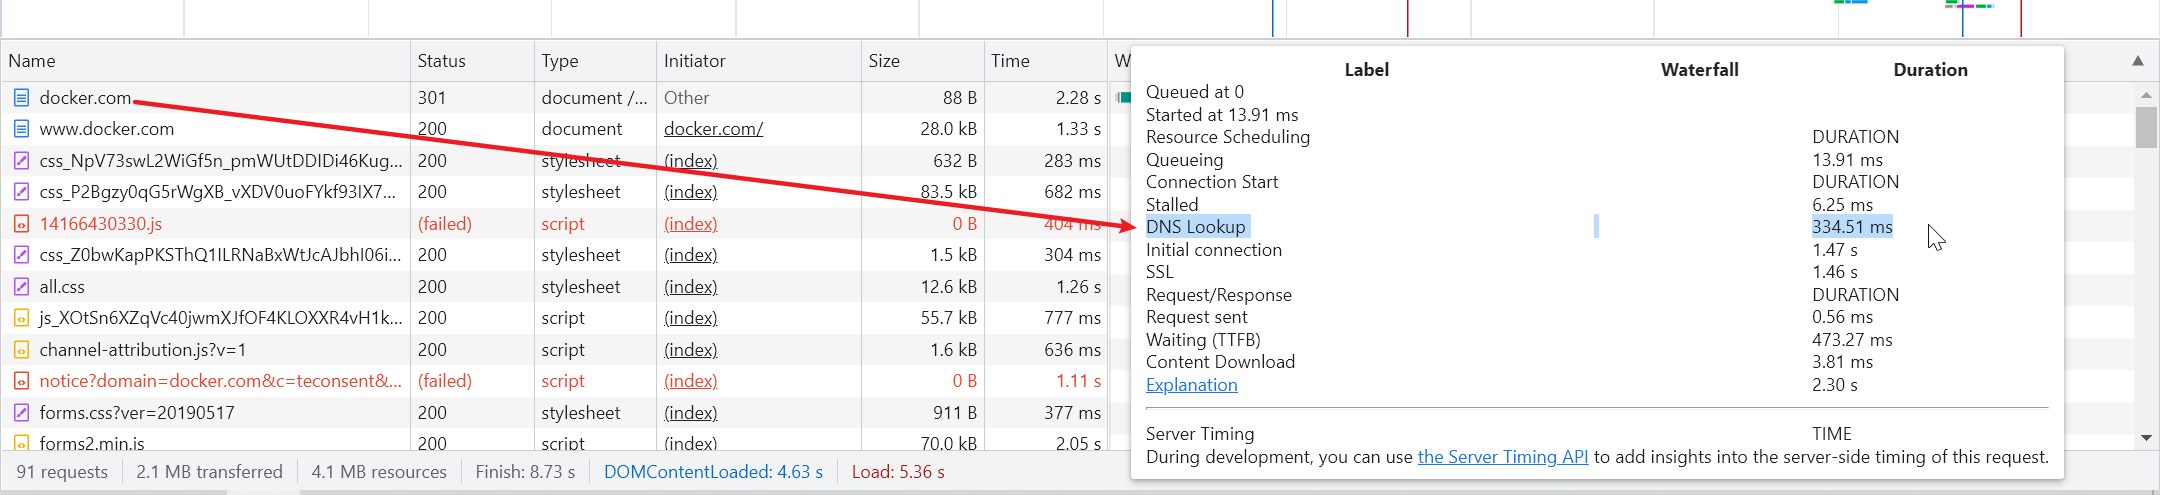 Name Status Type Initiator Size Time W
docker.com 301 document /... Other 88 B 2.28 s
www.docker.com 200 document docker.com/ 28.0 kB 1.33 s
css_NpV73swL2WiGf5n_pmWUtDDIDi46Kug... 200 stylesheet (index) 632 B 283 ms
css_P2Bgzy0qG5rWgXB_vXDV0uoFYkf93IX7... 200 stylesheet (index) 83.5 kB 682 ms
14166430330.js (failed) script (index) 0 B 404 ms
css_Z0bwKapPKSThQ1ILRNaBxWtJcAJbhI06i... 200 stylesheet (index) 1.5 kB 304 ms
all.css 200 stylesheet (index) 12.6 kB 1.26 s
js_XOtSn6XZqVc40jwmXJfOF4KLOXXR4vH1k... 200 script (index) 55.7 kB 777 ms
channel-attribution.js?v=1 200 script (index) 1.6 kB 636 ms
notice?domain=docker.com&c=teconsent&... (failed) script (index) 0 B 1.11 s
forms.css?ver=20190517 200 stylesheet (index) 911 B 377 ms
forms2.min.js 200 script (index) 70.0 kB 2.05 s
91 requests 2.1 MB transferred 4.1 MB resources Finish: 8.73 s DOMContentLoaded: 4.63 s Load: 5.36 s
Label Waterfall Duration
Queued at 0
Started at 13.91 ms
Resource Scheduling DURATION
Queueing 13.91 ms
Connection Start DURATION
Stalled 6.25 ms
DNS Lookup 334.51 ms
Initial connection 1.47 s
SSL 1.46 s
Request/Response DURATION
Request sent 0.56 ms
Waiting (TTFB) 473.27 ms
Content Download 3.81 ms
Explanation 2.30 s
Server Timing TIME
During development, you can use the Server Timing API to add insights into the server-side timing of this request.